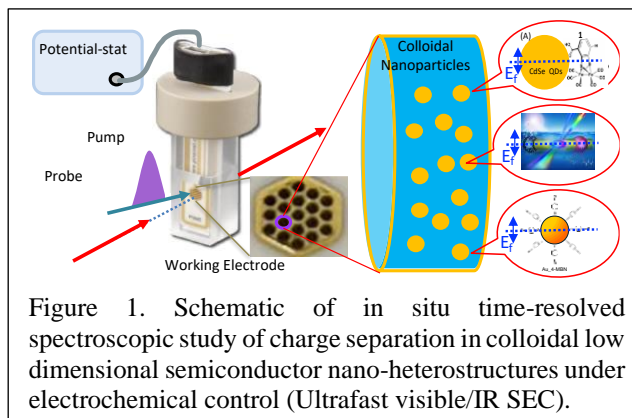 Potential-stat
Pump
Probe
Working Electrode
Colloidal
Nanoparticles
(A)
1
CdSe QDs
Ef
Ef
Ef
Au_4-MBN
Figure 1. Schematic of in situ time-resolved
spectroscopic study of charge separation in colloidal low
dimensional semiconductor nano-heterostructures under
electrochemical control (Ultrafast visible/IR SEC).